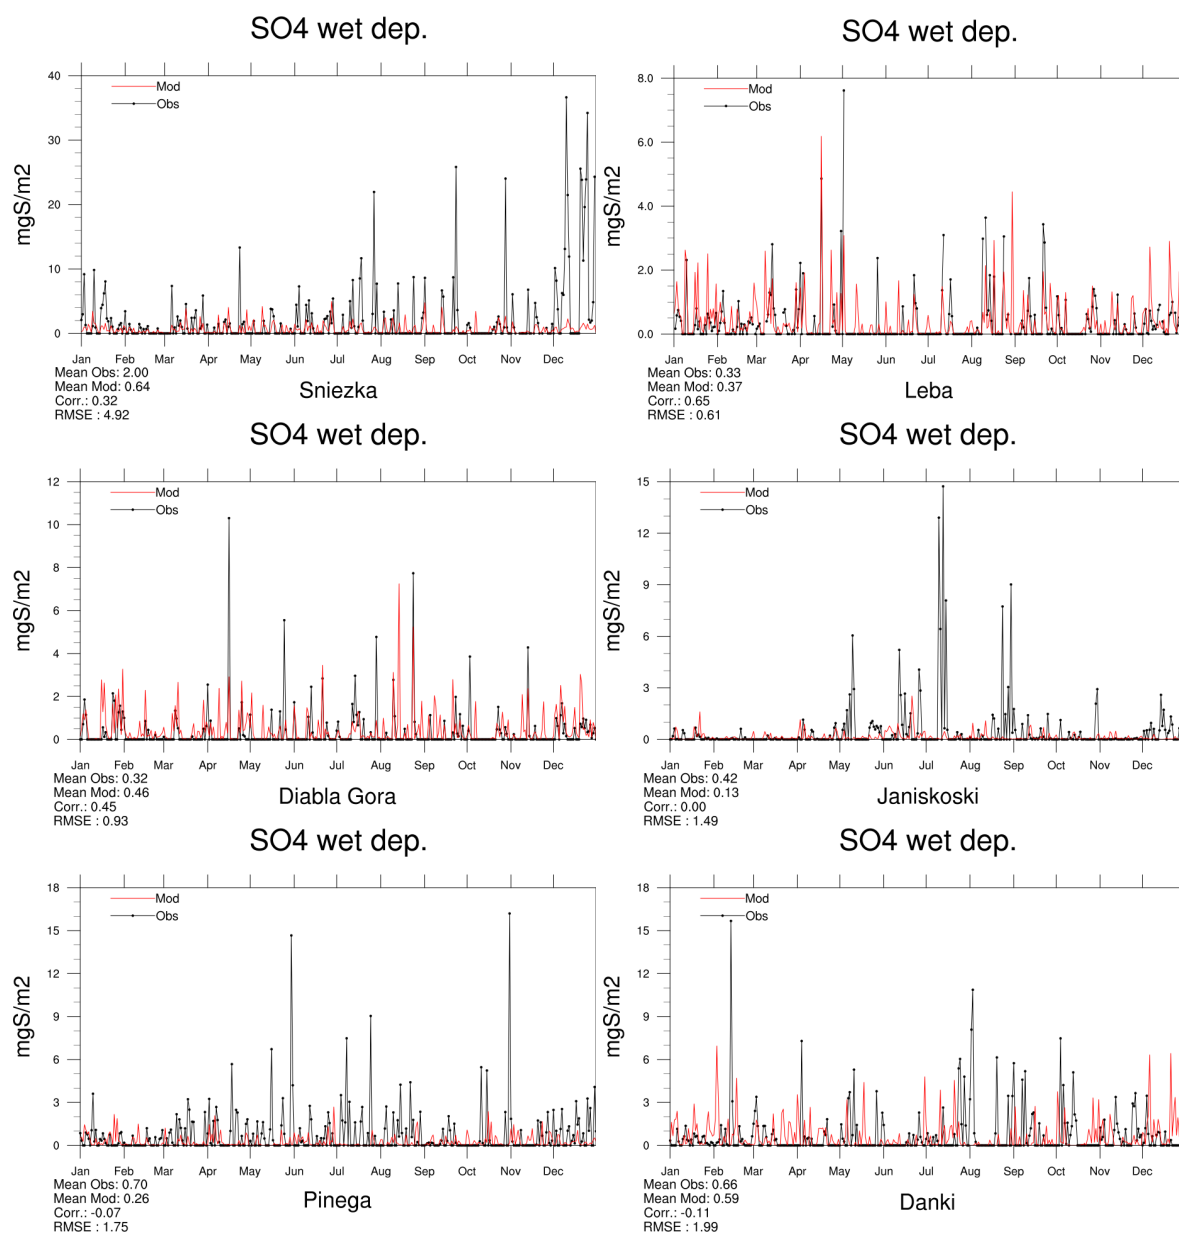 SO4 wet dep.
mgS/m2
40
30
20
10
0
Mod
Obs
Jan Feb Mar Apr May Jun Jul Aug Sep Oct Nov Dec
Mean Obs: 2.00
Mean Mod: 0.64
Corr.: 0.32
RMSE : 4.92
Sniezka
SO4 wet dep.
mgS/m2
8.0
6.0
4.0
2.0
0.0
Mod
Obs
Jan Feb Mar Apr May Jun Jul Aug Sep Oct Nov Dec
Mean Obs: 0.33
Mean Mod: 0.37
Corr.: 0.65
RMSE : 0.61
Leba
SO4 wet dep.
mgS/m2
12
10
8
6
4
2
0
Mod
Obs
Jan Feb Mar Apr May Jun Jul Aug Sep Oct Nov Dec
Mean Obs: 0.32
Mean Mod: 0.46
Corr.: 0.45
RMSE : 0.93
Diabla Gora
SO4 wet dep.
mgS/m2
15
12
9
6
3
0
Mod
Obs
Jan Feb Mar Apr May Jun Jul Aug Sep Oct Nov Dec
Mean Obs: 0.42
Mean Mod: 0.13
Corr.: 0.00
RMSE : 1.49
Janiskoski
SO4 wet dep.
mgS/m2
18
15
12
9
6
3
0
Mod
Obs
Jan Feb Mar Apr May Jun Jul Aug Sep Oct Nov Dec
Mean Obs: 0.70
Mean Mod: 0.26
Corr.: -0.07
RMSE : 1.75
Pinega
SO4 wet dep.
mgS/m2
18
15
12
9
6
3
0
Mod
Obs
Jan Feb Mar Apr May Jun Jul Aug Sep Oct Nov Dec
Mean Obs: 0.66
Mean Mod: 0.59
Corr.: -0.11
RMSE : 1.99
Danki